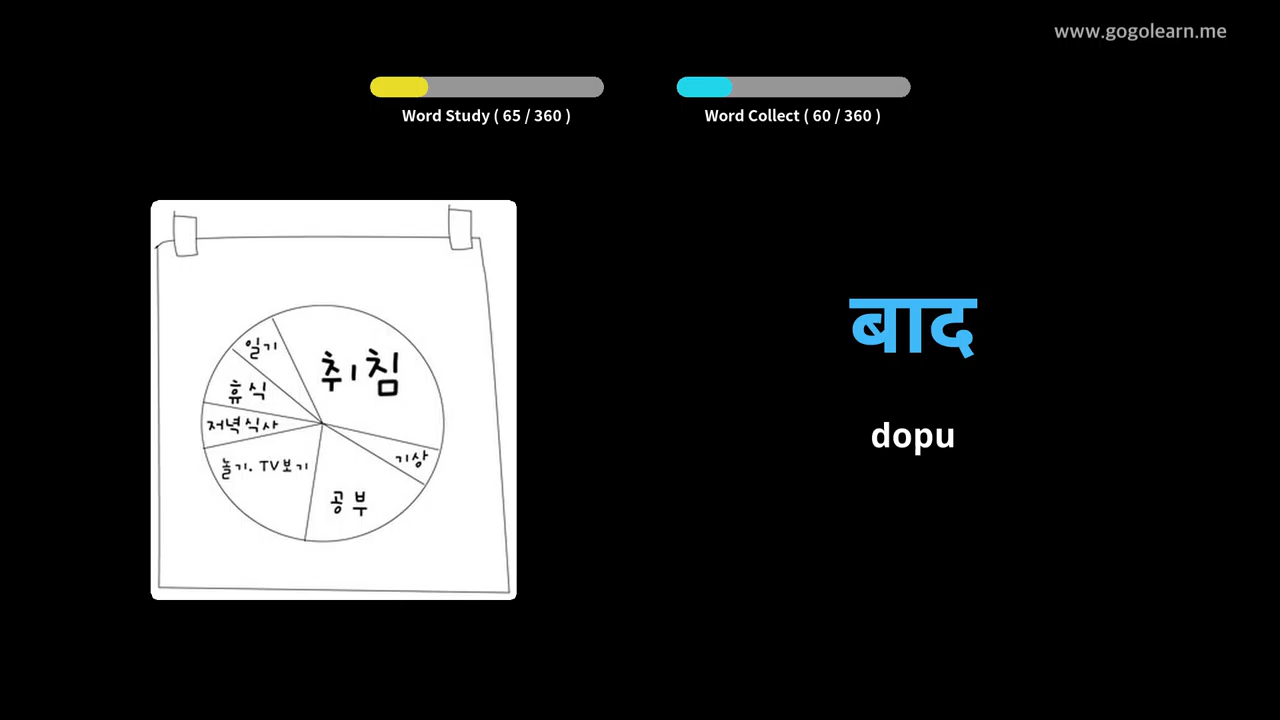 www.gogolearn.me
Word Study ( 65 / 360 )
Word Collect ( 60 / 360 )
일기
취침
휴식
저녁식사
기상
놀기. TV보기
공부
बाद
dopu